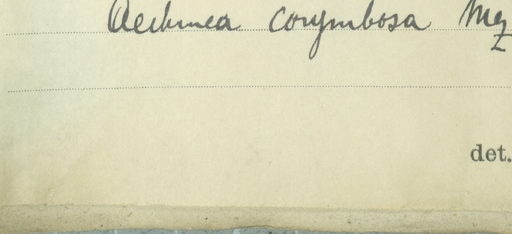 Aechmea corymbosa Mez
det.